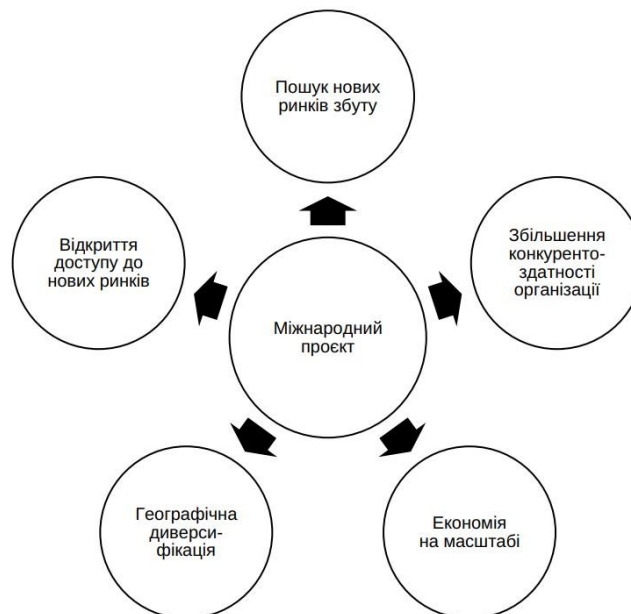 Пошук нових
ринків збуту
Відкриття
доступу до
нових ринків
Збільшення
конкуренто-
здатності
організації
Міжнародний
проєкт
Географічна
диверси-
фікація
Економія
на масштабі